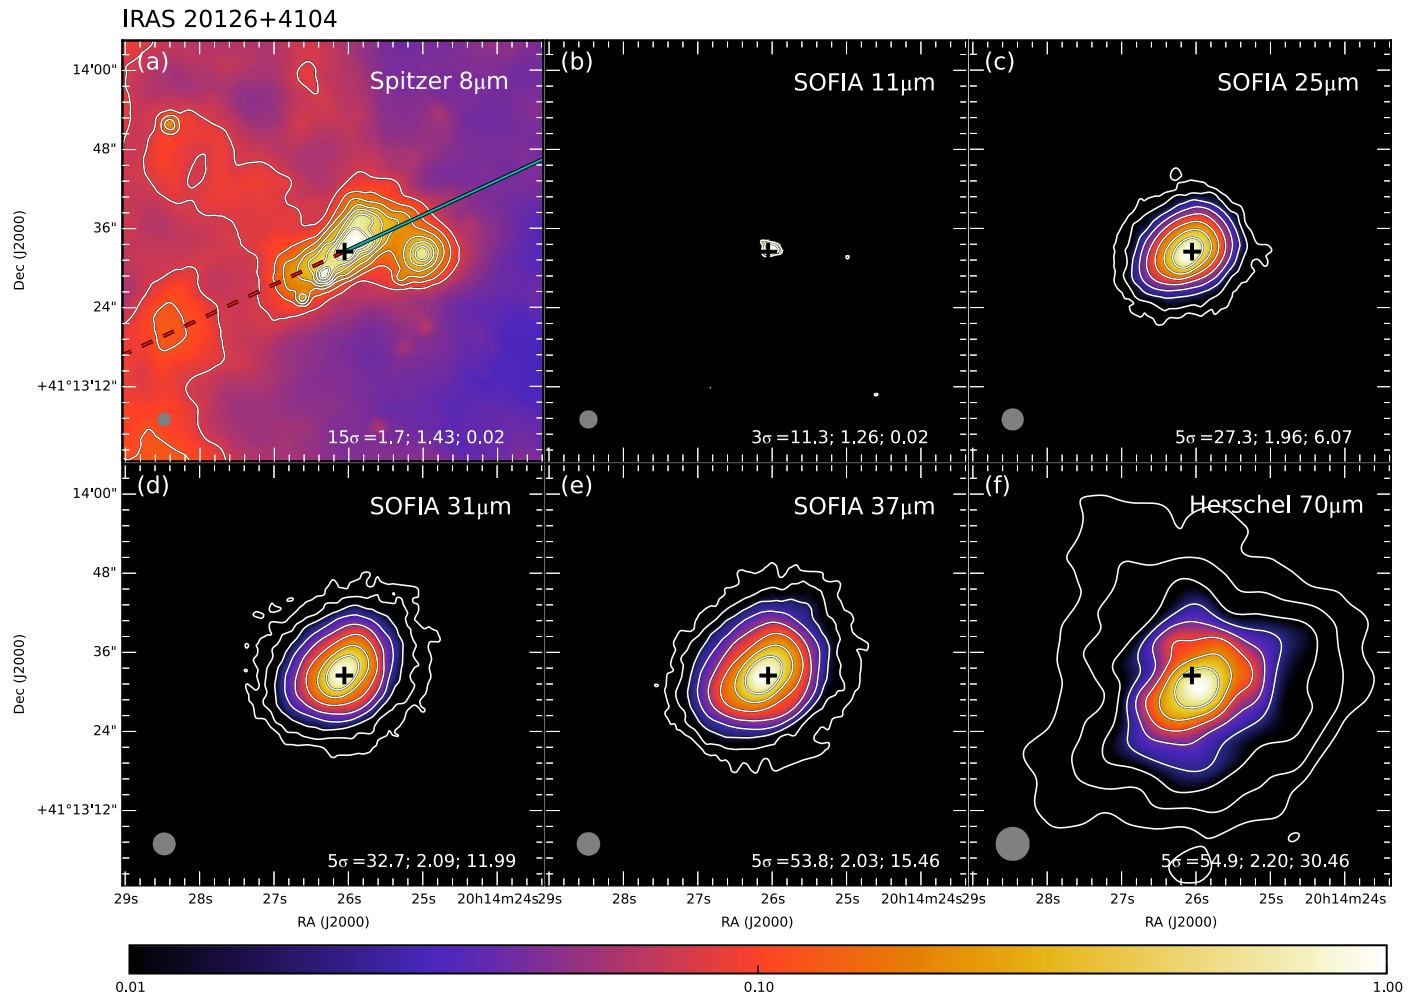 IRAS 20126+4104
(a)
Spitzer 8μm
15σ=1.7; 1.43; 0.02
(b)
SOFIA 11μm
3σ=11.3; 1.26; 0.02
(c)
SOFIA 25μm
5σ=27.3; 1.96; 6.07
14'00"
48"
36"
24"
+41°13'12"
Dec (J2000)
(d)
SOFIA 31μm
5σ=32.7; 2.09; 11.99
(e)
SOFIA 37μm
5σ=53.8; 2.03; 15.46
(f)
Herschel 70μm
5σ=54.9; 2.20; 30.46
14'00"
48"
36"
24"
+41°13'12"
Dec (J2000)
29s 28s 27s 26s 25s 20h14m24s
29s 28s 27s 26s 25s 20h14m24s
29s 28s 27s 26s 25s 20h14m24s
RA (J2000) RA (J2000) RA (J2000)
0.01 0.10 1.00